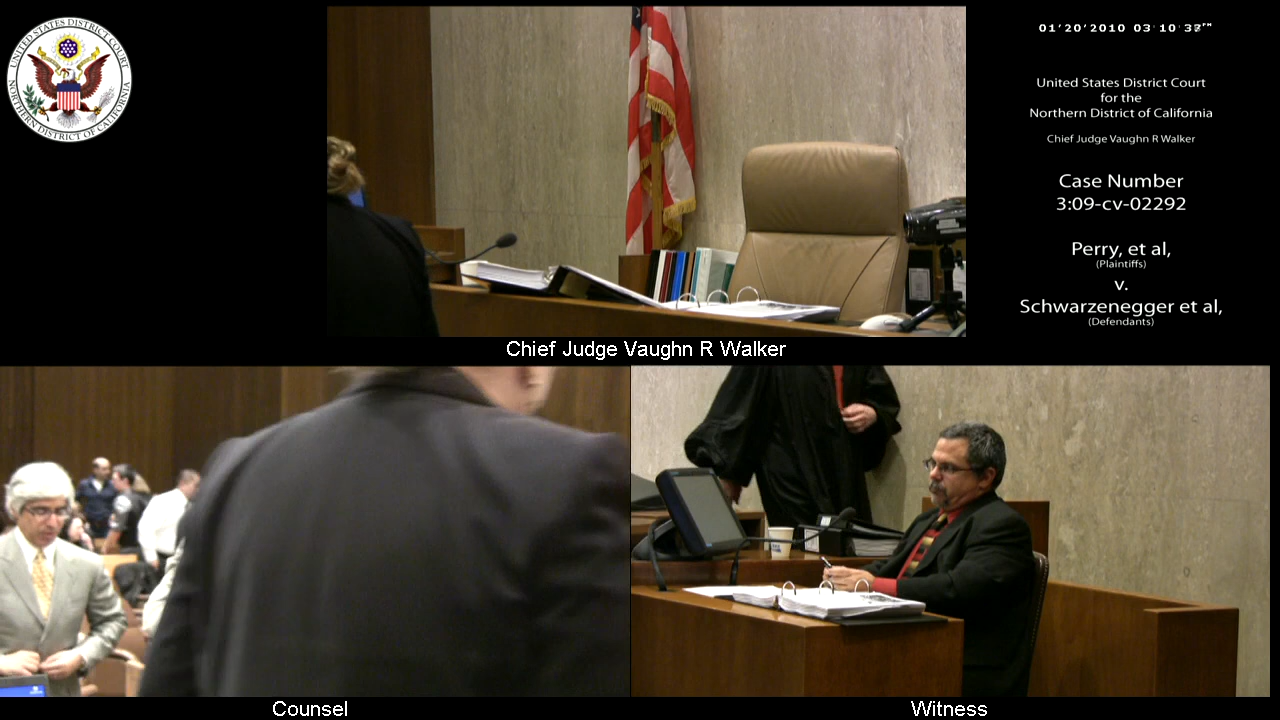 UNITED STATES DISTRICT COURT
NORTHERN DISTRICT OF CALIFORNIA
01'20'2010 03 10
United States District Court
for the
Northern District of California
Chief Judge Vaughn R Walker
Case Number
3:09-cv-02292
Perry, et al,
(Plaintiffs)
v.
Schwarzenegger et al,
(Defendants)
Chief Judge Vaughn R Walker
Counsel
Witness